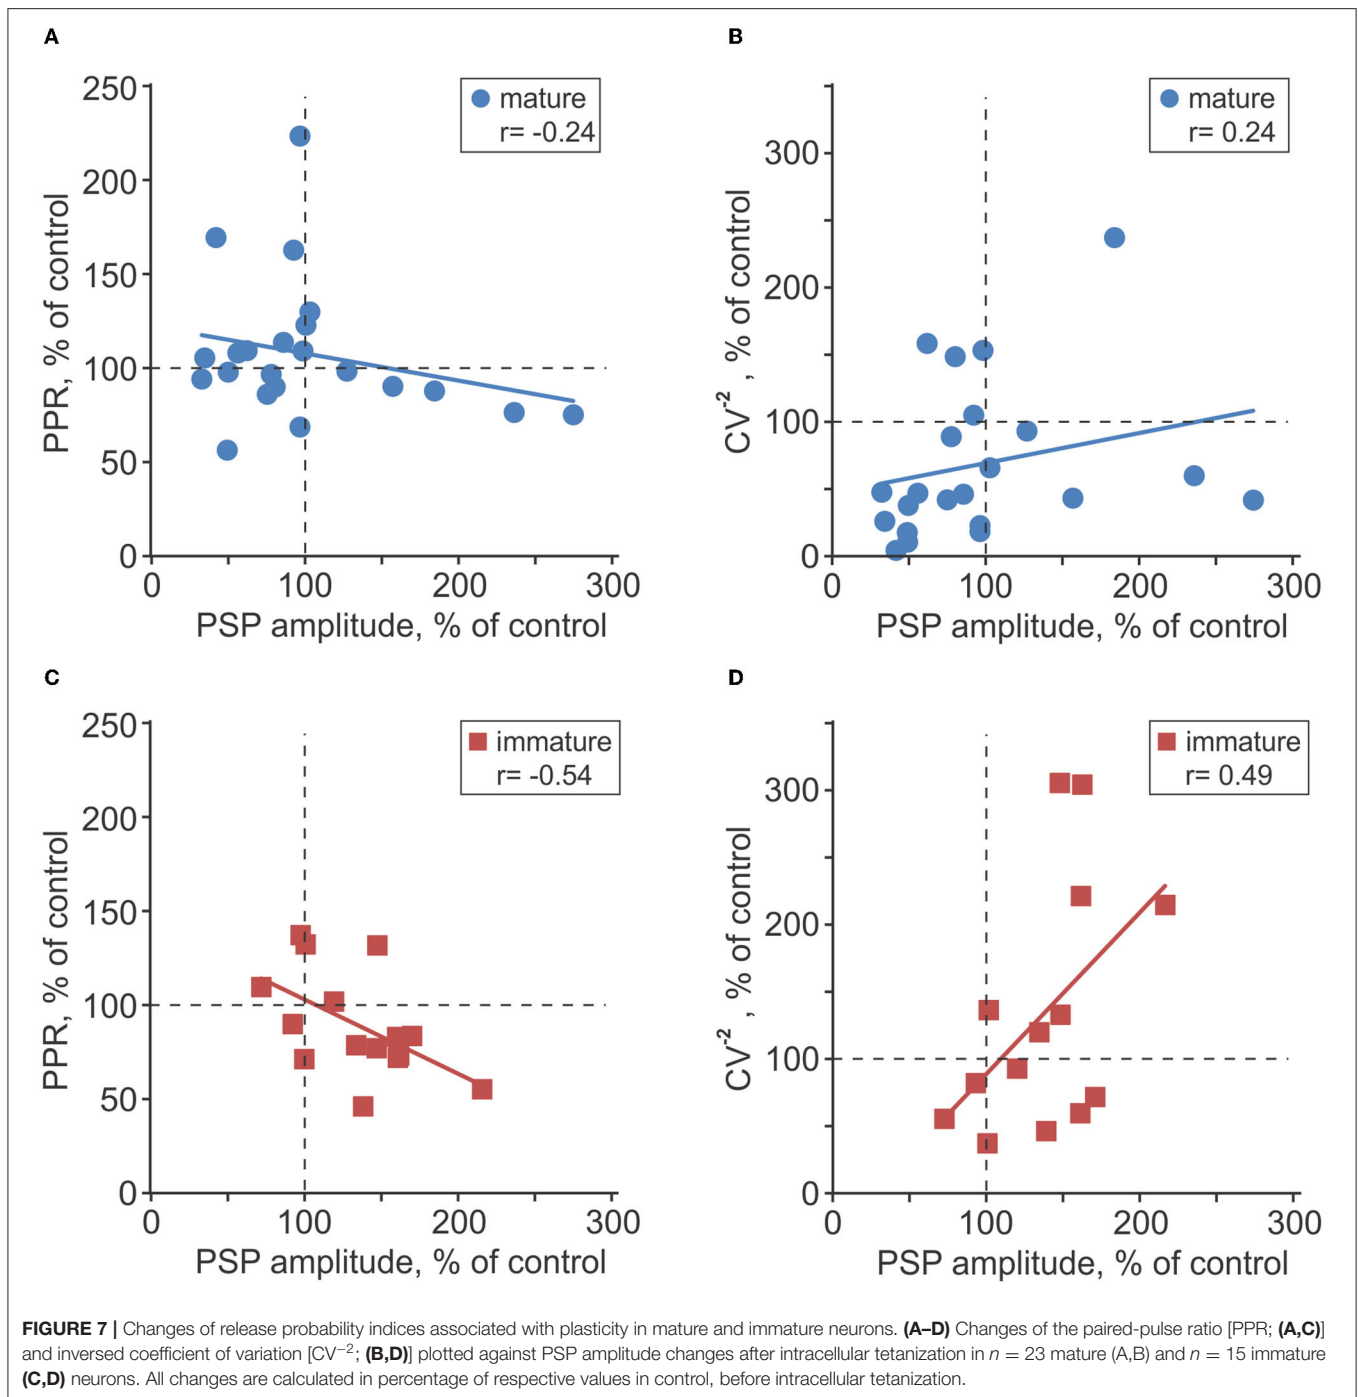 A
250
200
150
100
50
0
PPR, % of control
mature
r= -0.24
0 100 200 300
PSP amplitude, % of control
B
300
200
100
0
CV-2 , % of control
mature
r= 0.24
0 100 200 300
PSP amplitude, % of control
C
250
200
150
100
50
0
PPR, % of control
immature
r= -0.54
0 100 200 300
PSP amplitude, % of control
D
300
200
100
0
CV-2 , % of control
immature
r= 0.49
0 100 200 300
PSP amplitude, % of control
FIGURE 7 | Changes of release probability indices associated with plasticity in mature and immature neurons. (A–D) Changes of the paired-pulse ratio [PPR; (A,C)]
and inversed coefficient of variation [CV−2; (B,D)] plotted against PSP amplitude changes after intracellular tetanization in n = 23 mature (A,B) and n = 15 immature
(C,D) neurons. All changes are calculated in percentage of respective values in control, before intracellular tetanization.